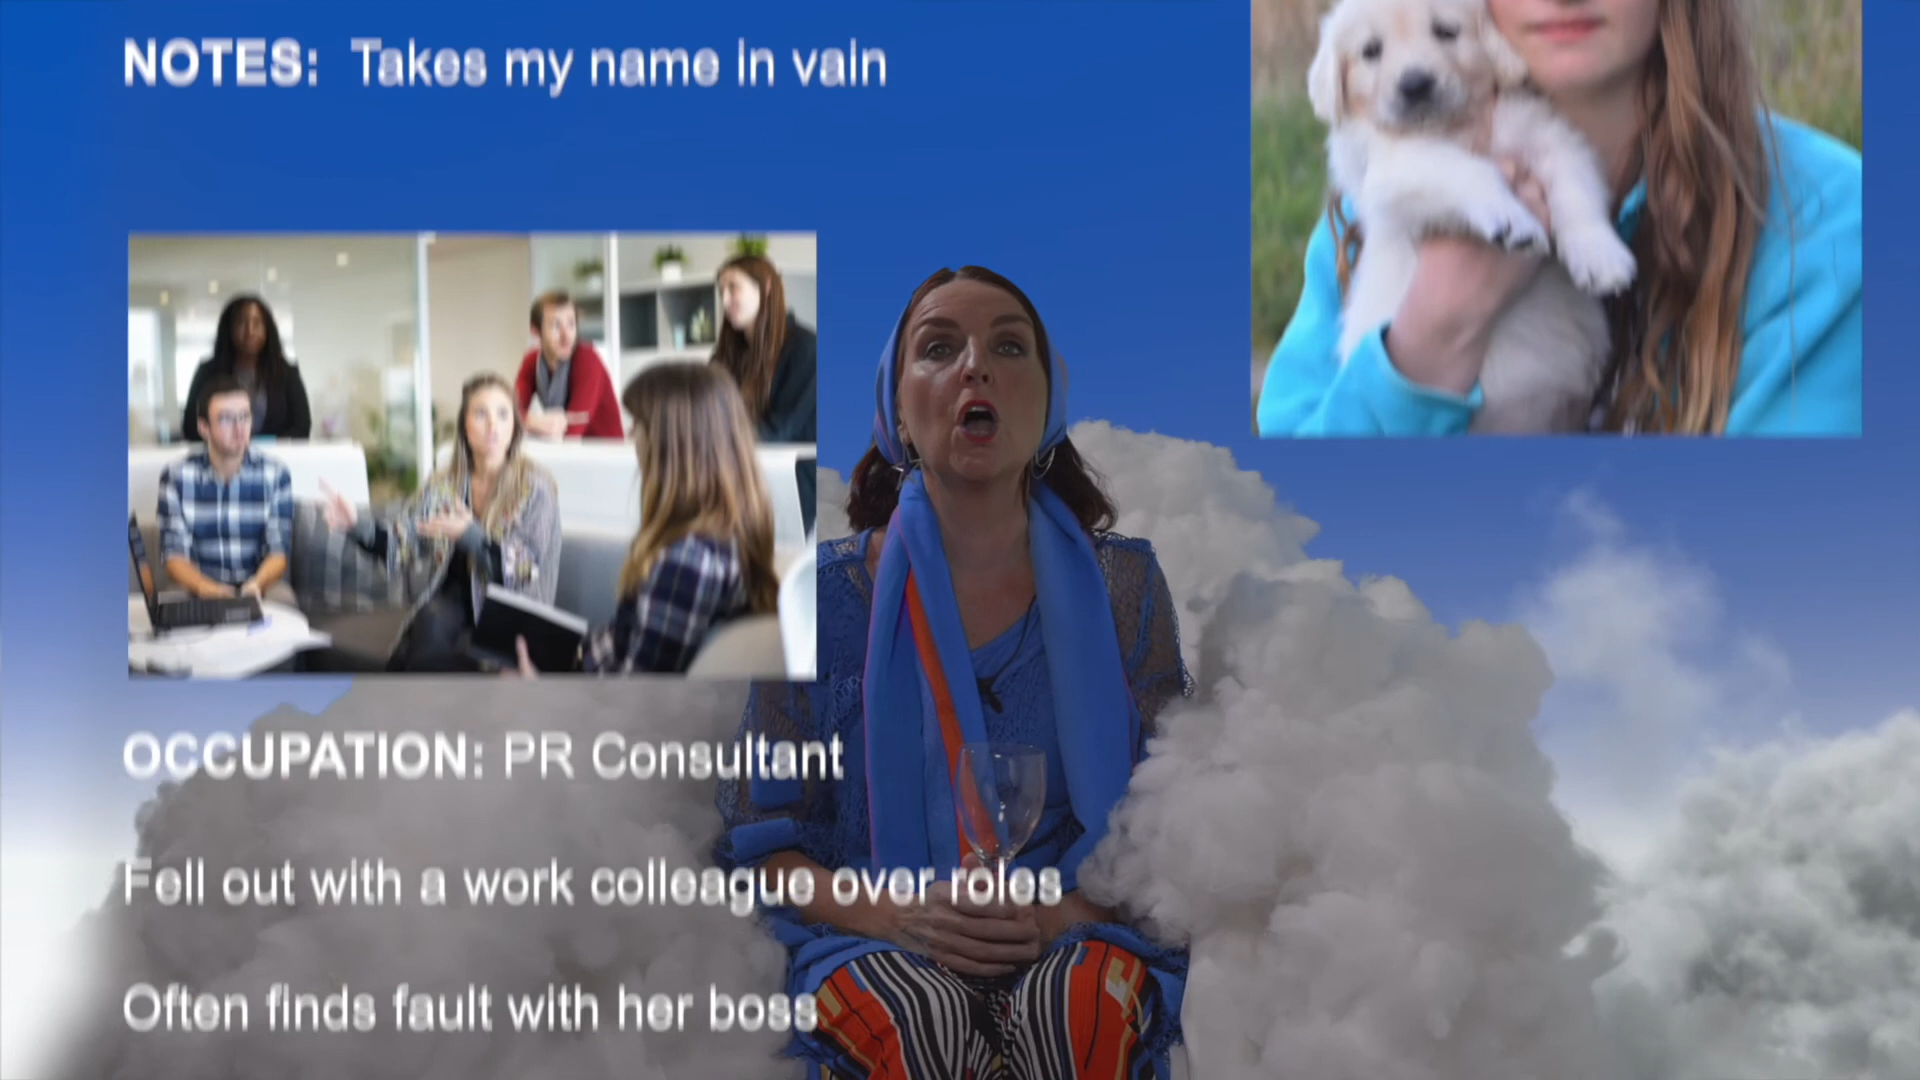 NOTES: Takes my name in vain
OCCUPATION: PR Consultant
Fell out with a work colleague over roles
Often finds fault with her boss